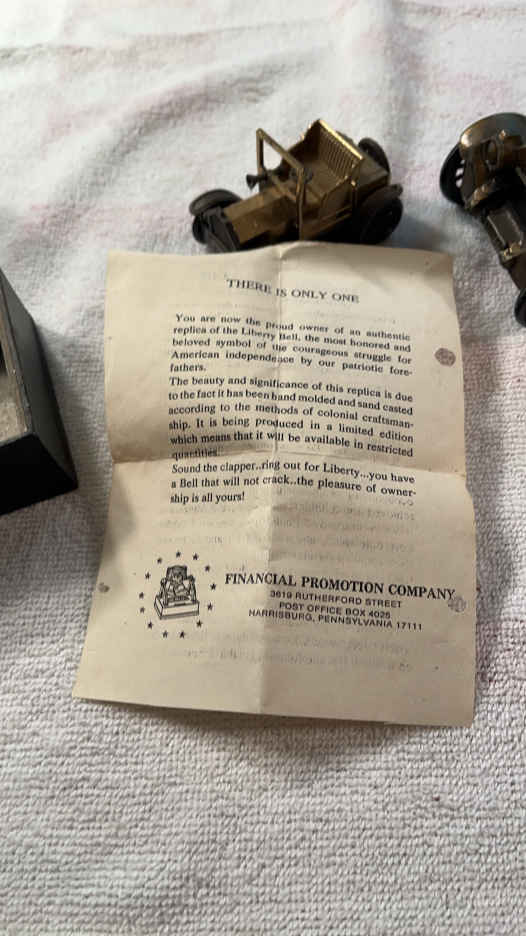 THERE IS ONLY ONE
You are now the proud owner of an authentic
replica of the Liberty Bell, the most honored and
beloved symbol of the courageous struggle for
American independence by our patriotic fore-
fathers.
The beauty and significance of this replica is due
to the fact it has been hand molded and sand casted
according to the methods of colonial craftsman-
ship. It is being produced in a limited edition
which means that it will be available in restricted
quantities.
Sound the clapper..ring out for Liberty...you have
a Bell that will not crack..the pleasure of owner-
ship is all yours!
FINANCIAL PROMOTION COMPANY
3619 RUTHERFORD STREET
POST OFFICE BOX 4025
HARRISBURG, PENNSYLVANIA 17111